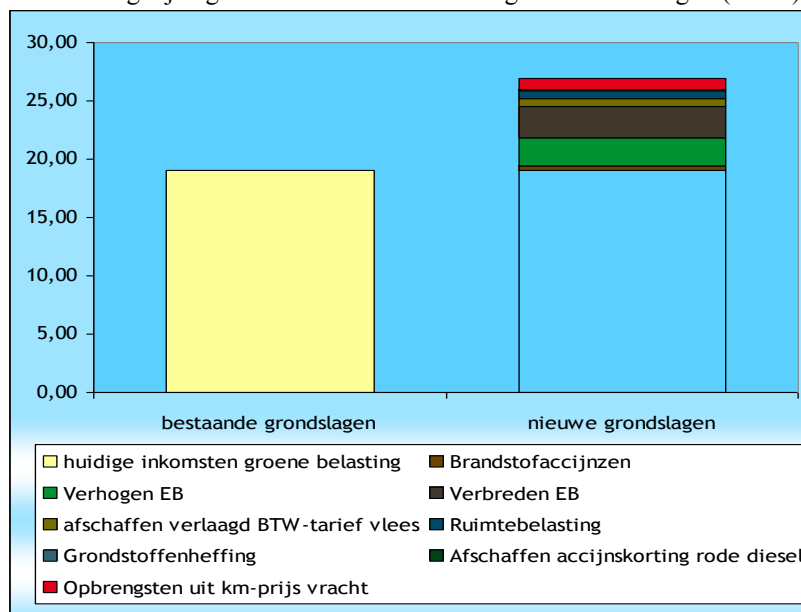 30,00
25,00
20,00
15,00
10,00
5,00
0,00
bestaande grondslagen nieuwe grondslagen
huidige inkomsten groene belasting Brandstofaccijnzen
Verhogen EB Verbreden EB
afschaffen verlaagd BTW-tarief vlees Ruimtebelasting
Grondstoffenheffing Afschaffen accijnskorting rode diesel
Opbrengsten uit km-prijs vracht